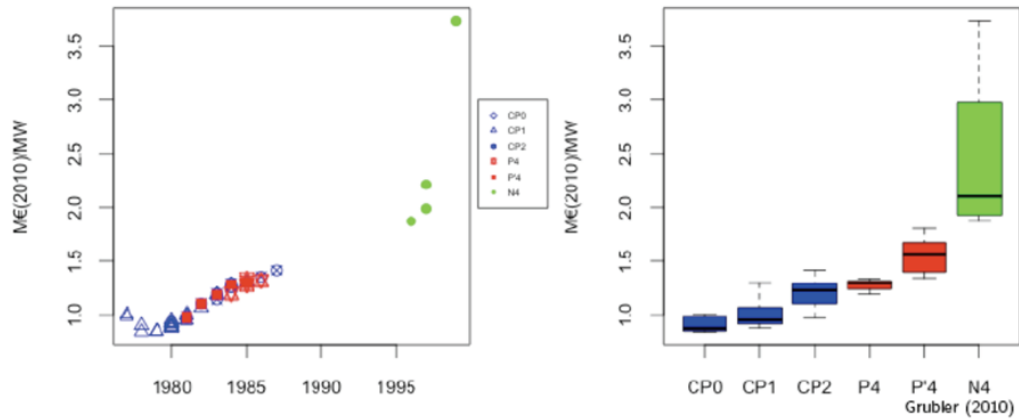 M€(2010)/MW
3.5
3.0
2.5
2.0
1.5
1.0
1980 1985 1990 1995
CP0
CP1
CP2
P4
P'4
N4
M€(2010)/MW
3.5
3.0
2.5
2.0
1.5
1.0
CP0 CP1 CP2 P4 P'4 N4
Grubler (2010)